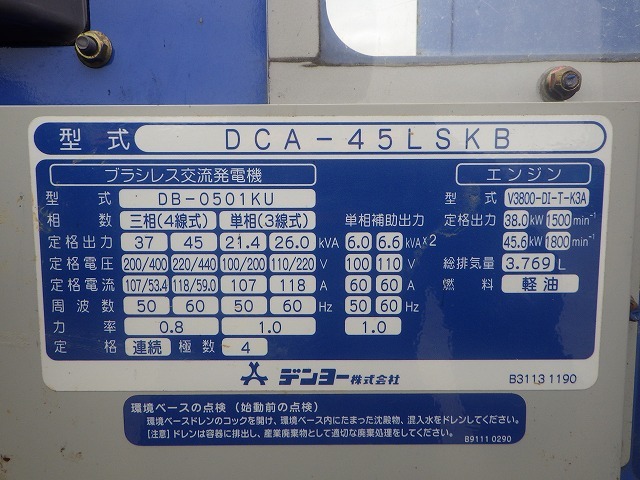 型式 DCA-45LSKB
ブラシレス交流発電機 エンジン
型式 DB-0501KU 型式 V3800-DI-T-K3A
相数 三相(4線式) 単相(3線式) 単相補助出力 定格出力 38.0 kW 1500 min⁻¹
定格出力 37 45 21.4 26.0 kVA 6.0 6.6 kVA×2 45.6 kW 1800 min⁻¹
定格電圧 200/400 220/440 100/200 110/220 V 100 110 V 総排気量 3.769 L
定格電流 107/53.4 118/59.0 107 118 A 60 60 A 燃料 軽油
周波数 50 60 50 60 Hz 50 60 Hz
力率 0.8 1.0 1.0
定格 連続 極数 4
デンヨー株式会社 B3113 1190
環境ベースの点検(始動前の点検)
環境ベースドレンのコックを開け、環境ベース内にたまった沈殿物、混入水をドレンしてください。
[注意]ドレンは容器に排出し、産業廃棄物として適切な廃棄処理をしてください。
B9111 0290